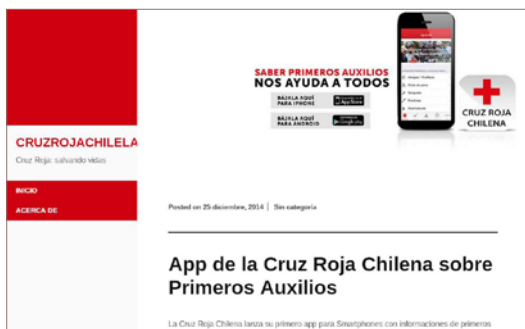 SABER PRIMEROS AUXILIOS
NOS AYUDA A TODOS
BÁJALA AQUÍ
PARA IPHONE
App Store
BÁJALA AQUÍ
PARA ANDROID
Google play
CRUZ ROJA
CHILENA
CRUZROJACHILELA
Cruz Roja: salvando vidas
INICIO
ACERCA DE
Posted on 25 diciembre, 2014 | Sin categoría
App de la Cruz Roja Chilena sobre
Primeros Auxilios
La Cruz Roja Chilena lanza su primero app para Smartphones con informaciones de primeros